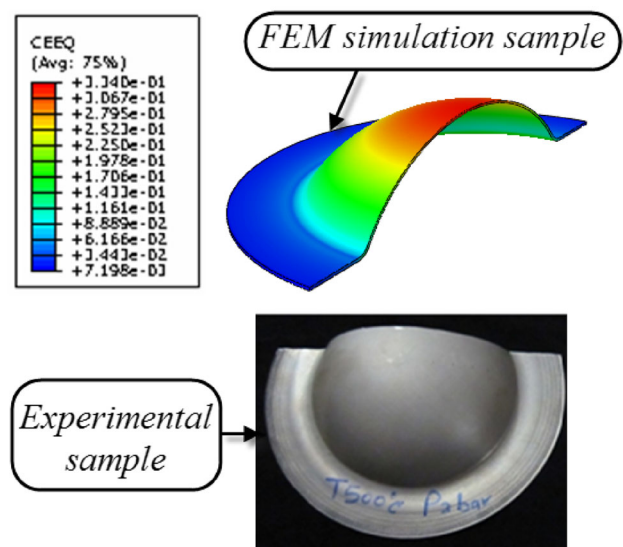 CEEQ
(Avg: 75%)
+3.340e-01
+3.067e-01
+2.795e-01
+2.523e-01
+2.250e-01
+1.978e-01
+1.706e-01
+1.433e-01
+1.161e-01
+8.889e-02
+6.166e-02
+3.443e-02
+7.198e-03
FEM simulation sample
Experimental
sample
T500°c Pabar